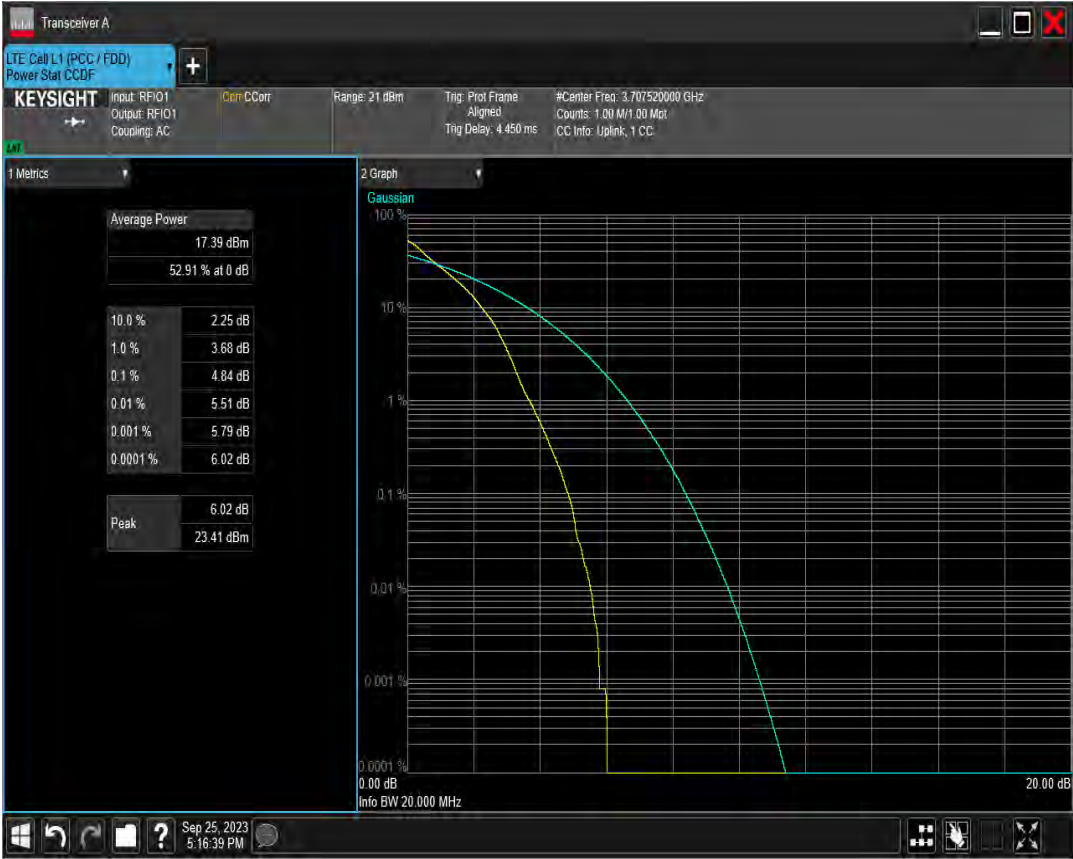 Transceiver A
LTE Cell L1 (PCC / FDD)
Power Stat CCDF
KEYSIGHT
Input: RFIO1
Output: RFIO1
Coupling: AC
Corr CCorr
Range: 21 dBm
Trig: Prot Frame
Aligned
Trig Delay: 4.450 ms
#Center Freq: 3.707520000 GHz
Counts: 1.00 M/1.00 Mpt
CC Info: Uplink, 1 CC
1 Metrics
Average Power
17.39 dBm
52.91 % at 0 dB
10.0 % 2.25 dB
1.0 % 3.68 dB
0.1 % 4.84 dB
0.01 % 5.51 dB
0.001 % 5.79 dB
0.0001 % 6.02 dB
Peak
6.02 dB
23.41 dBm
2 Graph
Gaussian
100 %
10 %
1 %
0.1 %
0.01 %
0.001 %
0.0001 %
0.00 dB
20.00 dB
Info BW 20.000 MHz
Sep 25, 2023
5:16:39 PM